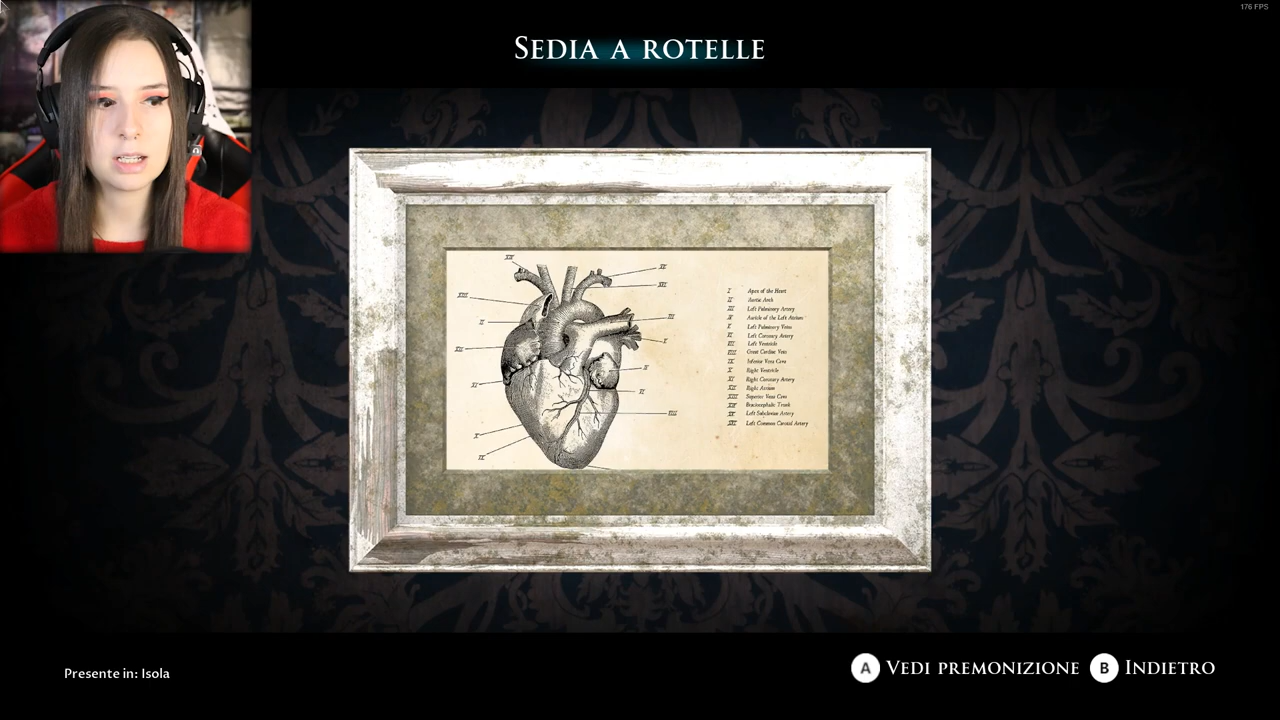 176 FPS
SEDIA A ROTELLE
I Apex of the Heart
II Aortic Arch
III Left Pulmonary Artery
IV Auricle of the Left Atrium
V Left Pulmonary Veins
VI Left Coronary Artery
VII Left Ventricle
VIII Great Cardiac Vein
IX Inferior Vena Cava
X Right Ventricle
XI Right Coronary Artery
XII Right Atrium
XIII Superior Vena Cava
XIV Brachiocephalic Trunk
XV Left Subclavian Artery
XVI Left Common Carotid Artery
Presente in: Isola
A VEDI PREMONIZIONE B INDIETRO